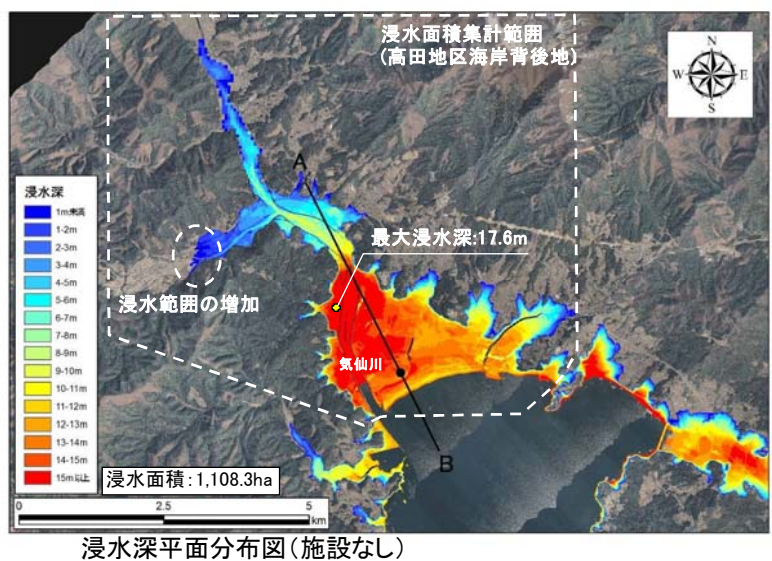 浸水面積集計範囲
(高田地区海岸背後地)
N
W E
S
A
浸水深
1m未満
1-2m
2-3m
3-4m
4-5m
5-6m
6-7m
7-8m
8-9m
9-10m
10-11m
11-12m
12-13m
13-14m
14-15m
15m以上
最大浸水深:17.6m
浸水範囲の増加
気仙川
B
浸水面積:1,108.3ha
0 2.5 5
km
浸水深平面分布図(施設なし)